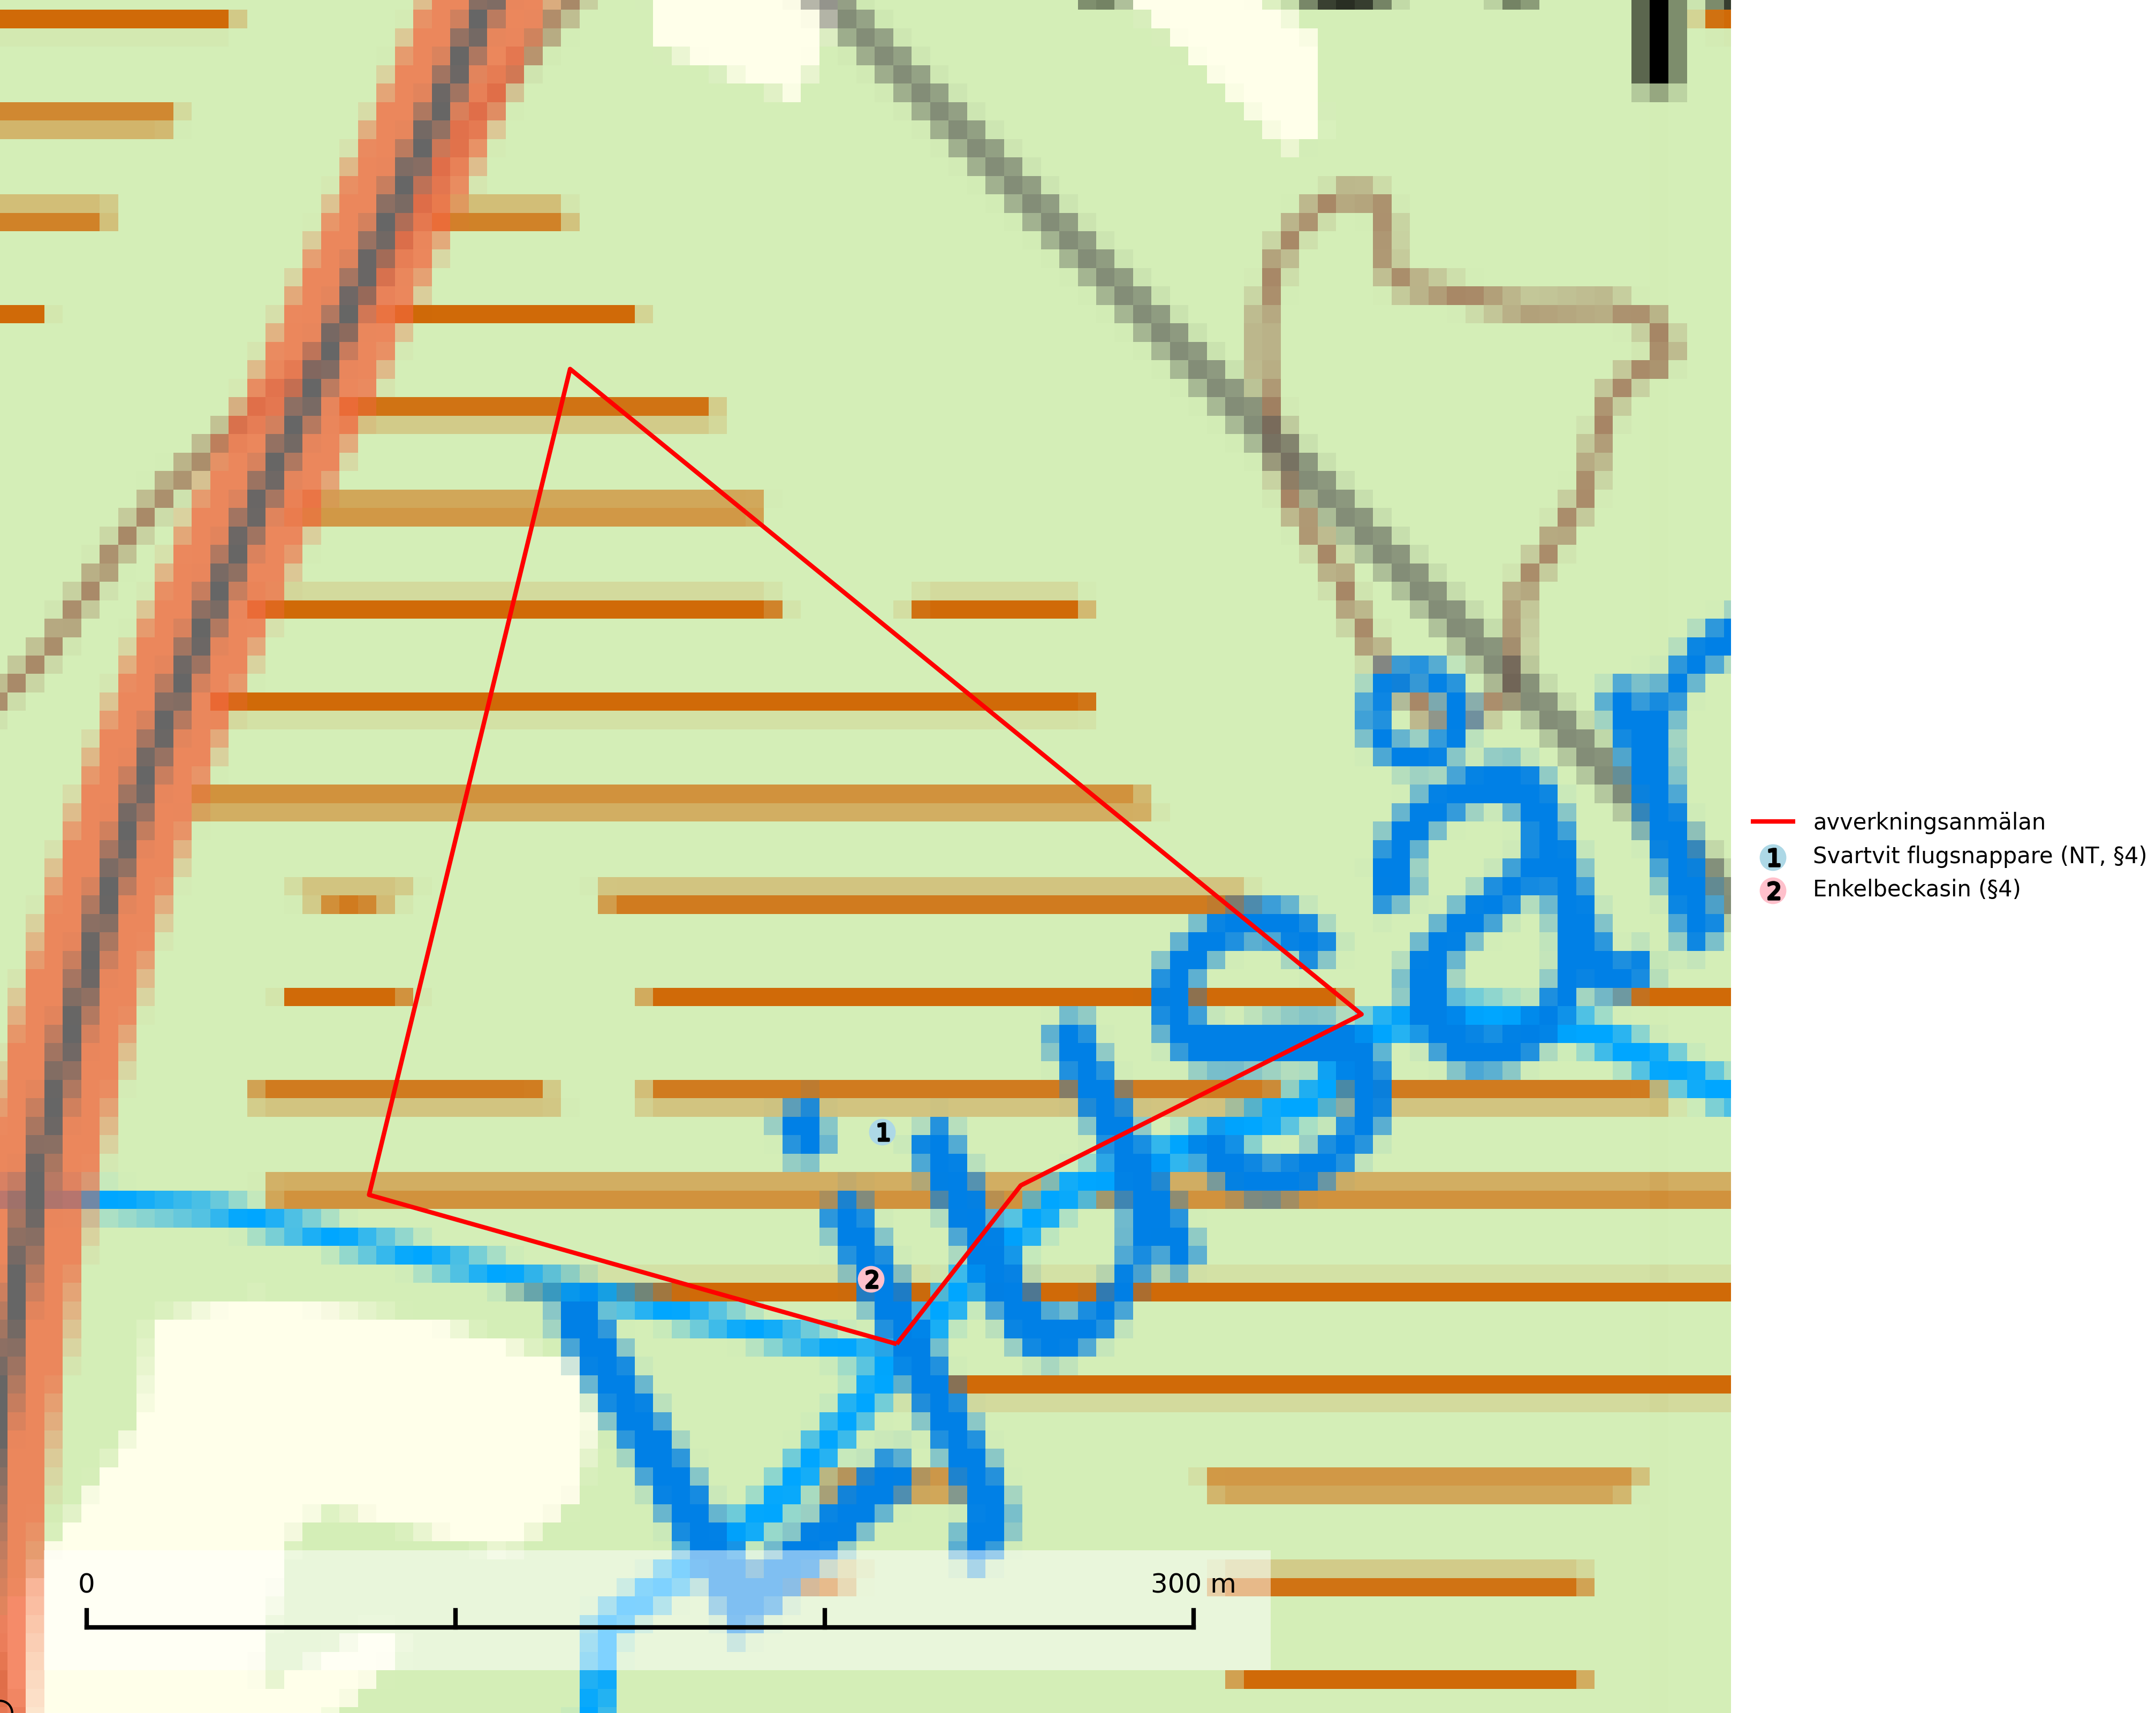 avverkningsanmälan
1 Svartvit flugsnappare (NT, §4)
2 Enkelbeckasin (§4)
1
2
0 300 m